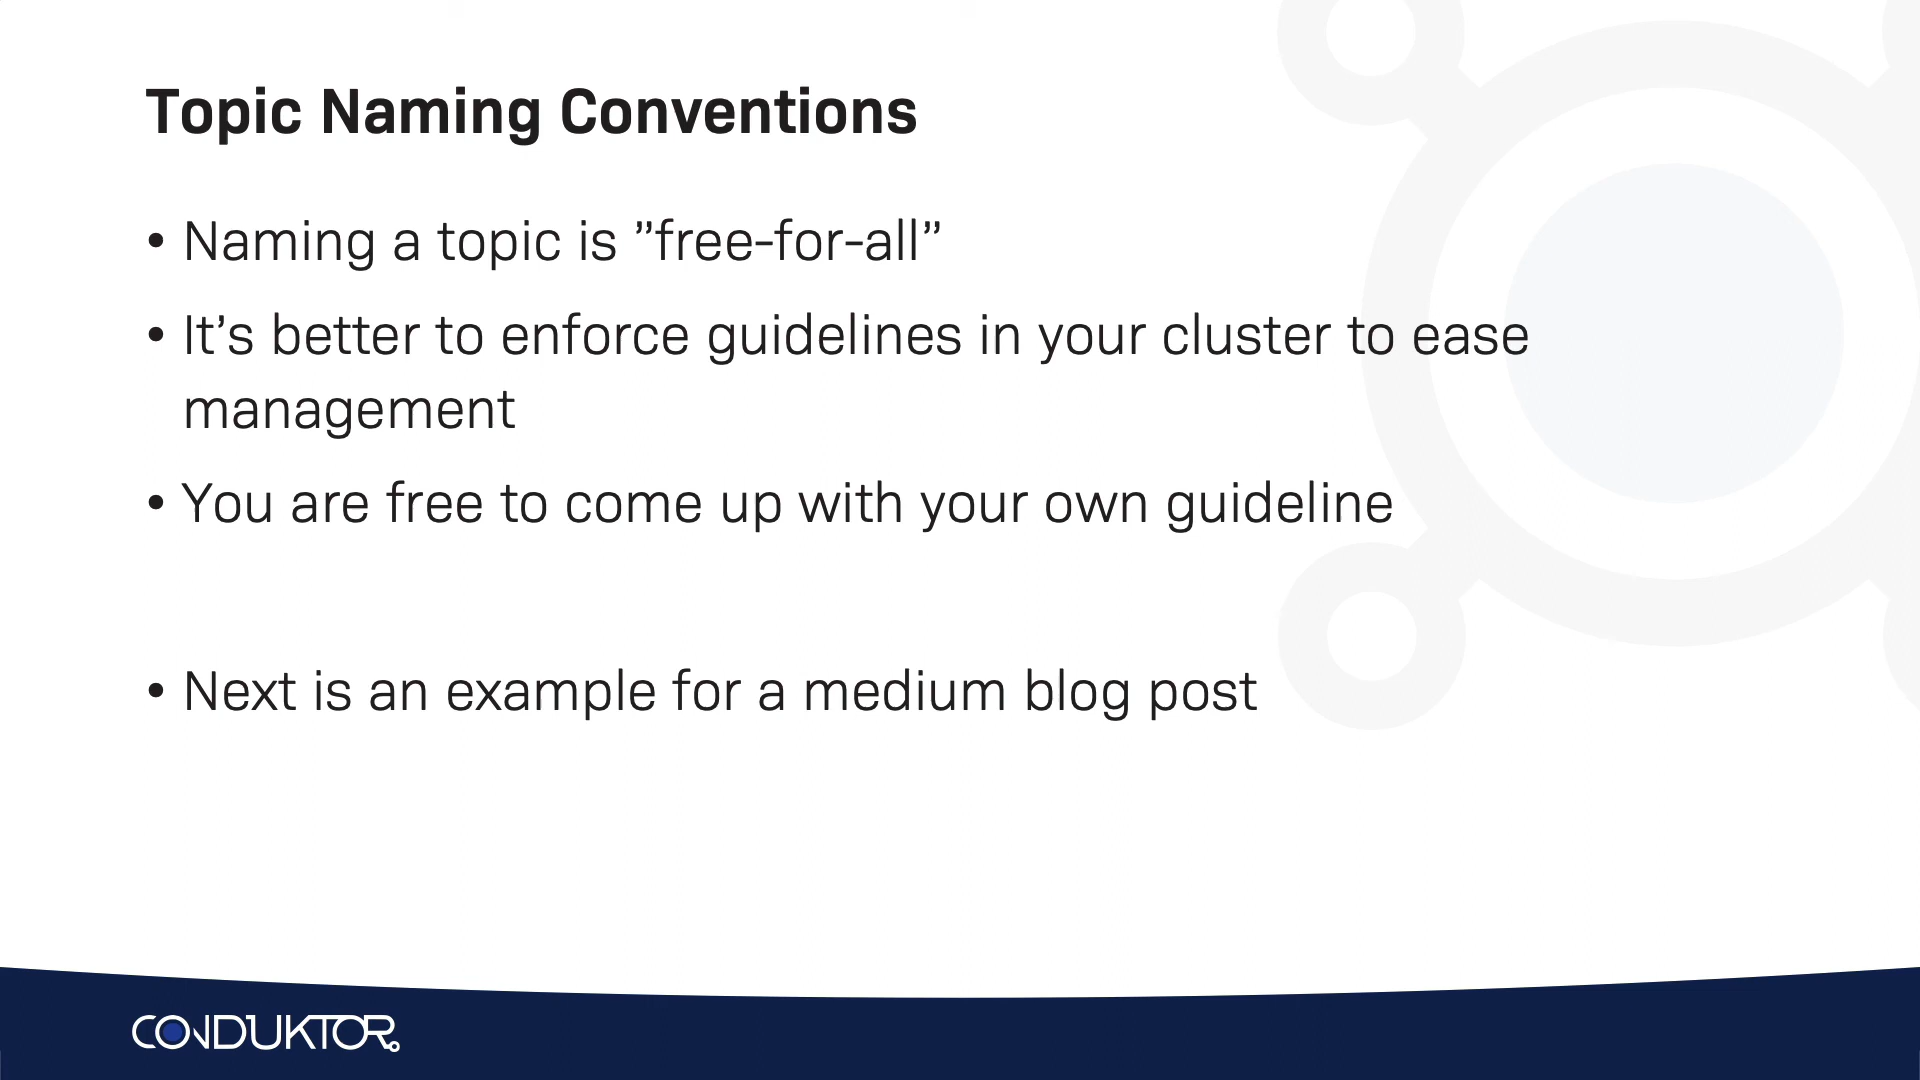 Topic Naming Conventions
• Naming a topic is ”free-for-all”
• It’s better to enforce guidelines in your cluster to ease
management
• You are free to come up with your own guideline
• Next is an example for a medium blog post
CONDUKTOR